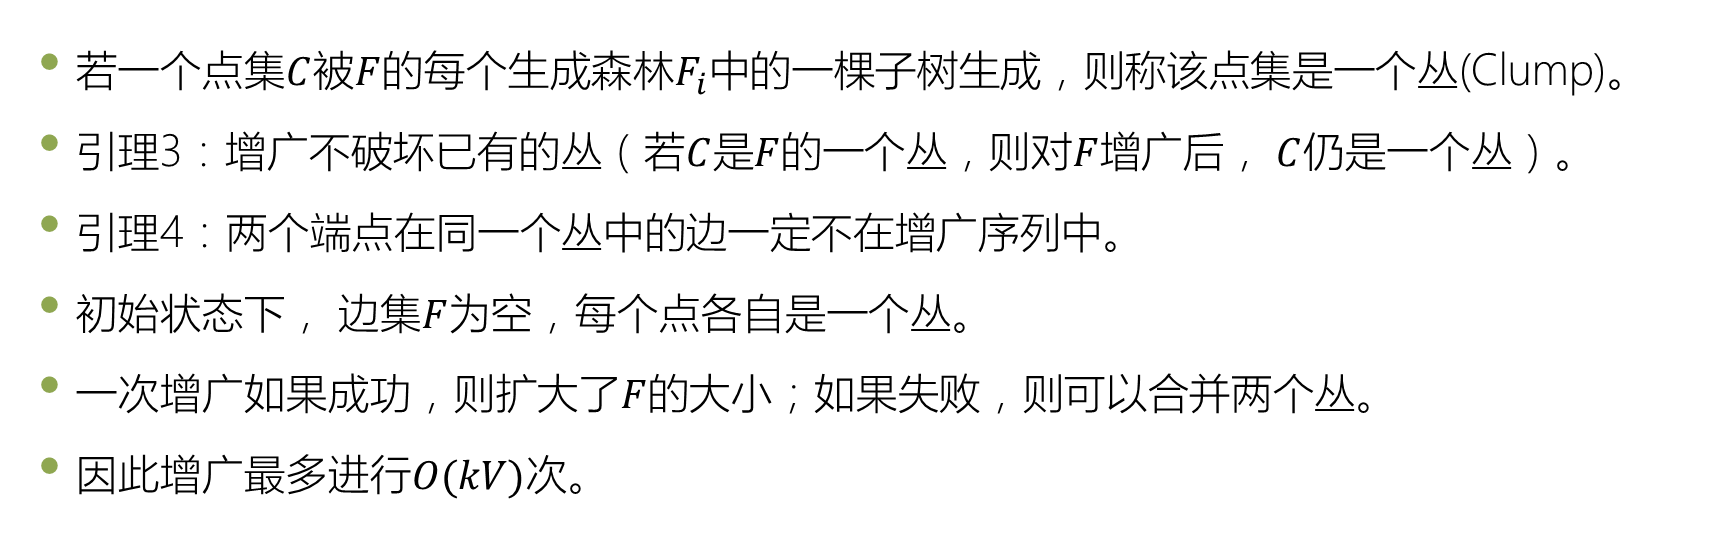 • 若一个点集C被F的每个生成森林F_i中的一棵子树生成，则称该点集是一个丛(Clump)。
• 引理3：增广不破坏已有的丛（若C是F的一个丛，则对F增广后， C仍是一个丛）。
• 引理4：两个端点在同一个丛中的边一定不在增广序列中。
• 初始状态下， 边集F为空，每个点各自是一个丛。
• 一次增广如果成功，则扩大了F的大小；如果失败，则可以合并两个丛。
• 因此增广最多进行O(kV)次。